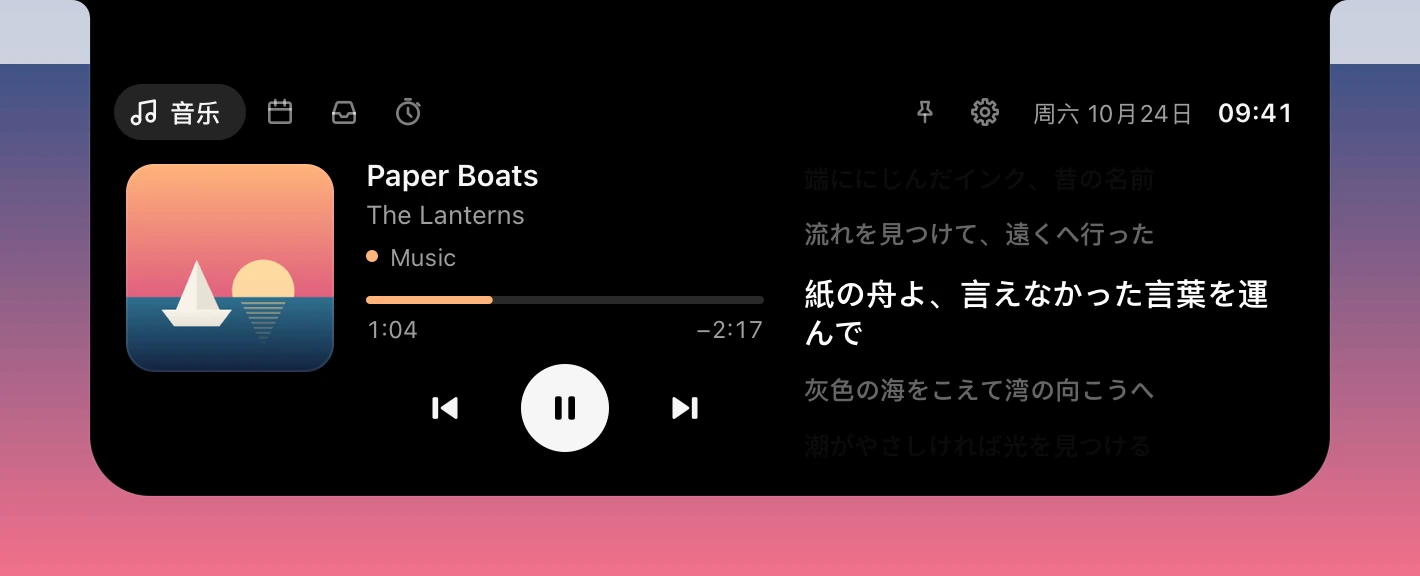 音乐
周六 10月24日 09:41
Paper Boats
The Lanterns
Music
1:04
−2:17
端ににじんだインク、昔の名前
流れを見つけて、遠くへ行った
紙の舟よ、言えなかった言葉を運
んで
灰色の海をこえて湾の向こうへ
潮がやさしければ光を見つける